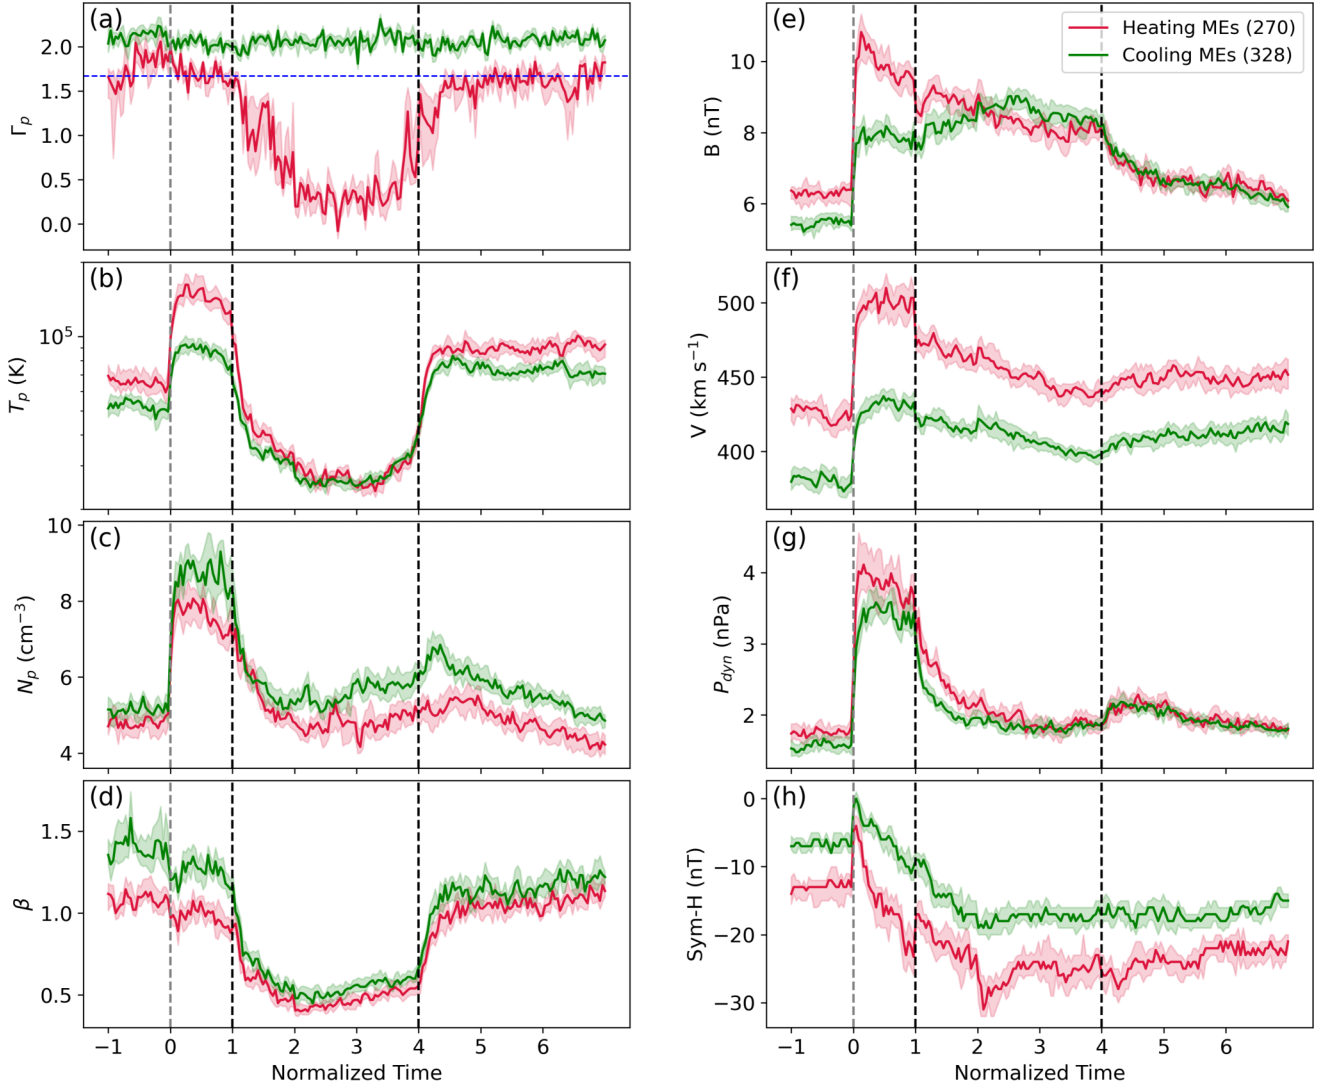 (a)
2.0
1.5
1.0
0.5
0.0
Γp
(b)
10⁵
Tp (K)
(c)
10
8
6
4
Np (cm⁻³)
(d)
1.5
1.0
0.5
β
−1 0 1 2 3 4 5 6
Normalized Time
(e)
Heating MEs (270)
Cooling MEs (328)
10
8
6
B (nT)
(f)
500
450
400
V (km s⁻¹)
(g)
4
3
2
Pdyn (nPa)
(h)
0
−10
−20
−30
Sym-H (nT)
−1 0 1 2 3 4 5 6
Normalized Time